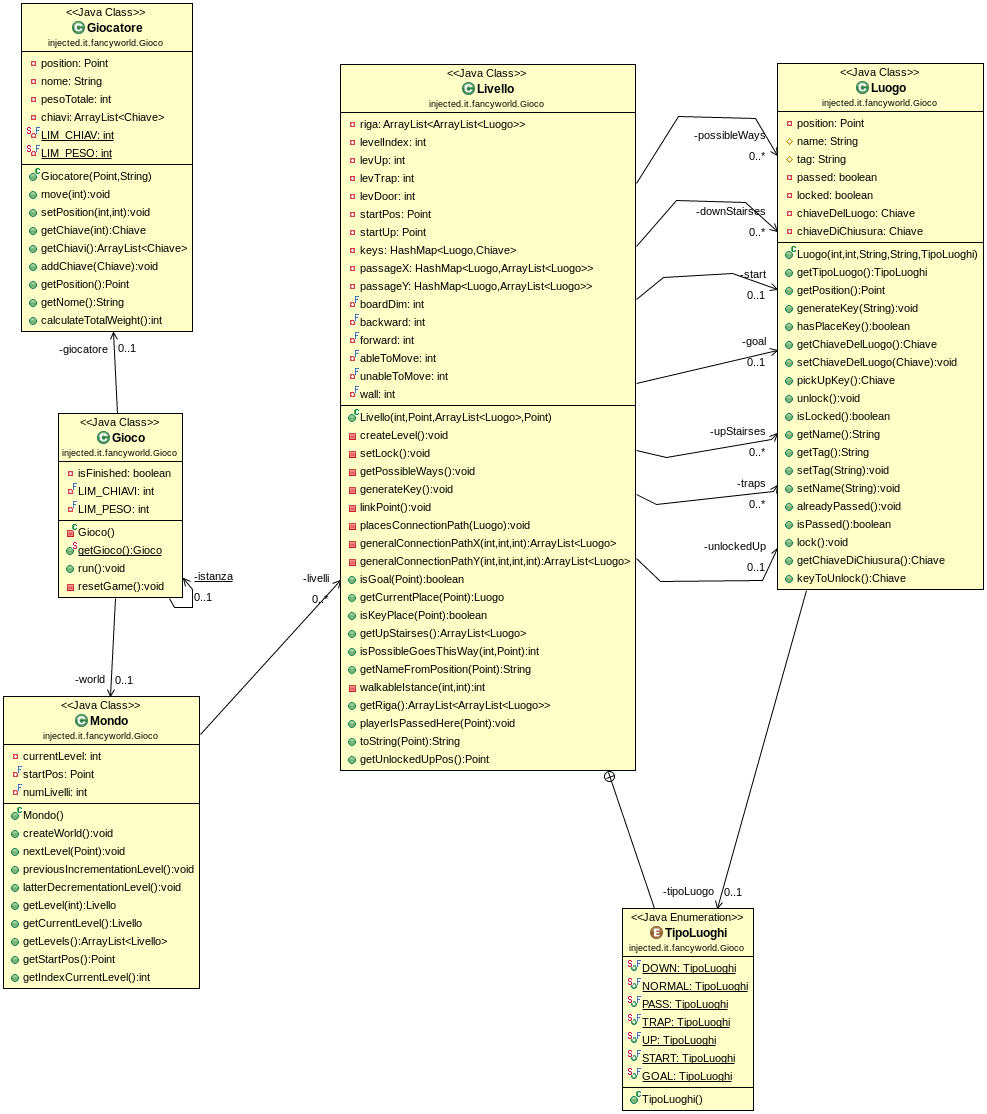 <<Java Class>>
Giocatore
injected.it.fancyworld.Gioco
position: Point
nome: String
pesoTotale: int
chiavi: ArrayList<Chiave>
LIM_CHIAV: int
LIM_PESO: int
Giocatore(Point,String)
move(int):void
setPosition(int,int):void
getChiave(int):Chiave
getChiavi():ArrayList<Chiave>
addChiave(Chiave):void
getPosition():Point
getNome():String
calculateTotalWeight():int
-giocatore
0..1
<<Java Class>>
Gioco
injected.it.fancyworld.Gioco
isFinished: boolean
LIM_CHIAVI: int
LIM_PESO: int
Gioco()
getGioco():Gioco
run():void
resetGame():void
-istanza
0..1
-world
0..1
<<Java Class>>
Mondo
injected.it.fancyworld.Gioco
currentLevel: int
startPos: Point
numLivelli: int
Mondo()
createWorld():void
nextLevel(Point):void
previousIncrementationLevel():void
latterDecrementationLevel():void
getLevel(int):Livello
getCurrentLevel():Livello
getLevels():ArrayList<Livello>
getStartPos():Point
getIndexCurrentLevel():int
-livelli
0..*
<<Java Class>>
Livello
injected.it.fancyworld.Gioco
riga: ArrayList<ArrayList<Luogo>>
levelIndex: int
levUp: int
levTrap: int
levDoor: int
startPos: Point
startUp: Point
keys: HashMap<Luogo,Chiave>
passageX: HashMap<Luogo,ArrayList<Luogo>>
passageY: HashMap<Luogo,ArrayList<Luogo>>
boardDim: int
backward: int
forward: int
ableToMove: int
unableToMove: int
wall: int
Livello(int,Point,ArrayList<Luogo>,Point)
createLevel():void
setLock():void
getPossibleWays():void
generateKey():void
linkPoint():void
placesConnectionPath(Luogo):void
generalConnectionPathX(int,int,int):ArrayList<Luogo>
generalConnectionPathY(int,int,int,int):ArrayList<Luogo>
isGoal(Point):boolean
getCurrentPlace(Point):Luogo
isKeyPlace(Point):boolean
getUpStairses():ArrayList<Luogo>
isPossibleGoesThisWay(int,Point):int
getNameFromPosition(Point):String
walkableIstance(int,int):int
getRiga():ArrayList<ArrayList<Luogo>>
playerIsPassedHere(Point):void
toString(Point):String
getUnlockedUpPos():Point
-possibleWays
0..*
-downStairses
0..*
-start
0..1
-goal
0..1
-upStairses
0..*
-traps
0..*
-unlockedUp
0..1
<<Java Class>>
Luogo
injected.it.fancyworld.Gioco
position: Point
name: String
tag: String
passed: boolean
locked: boolean
chiaveDelLuogo: Chiave
chiaveDiChiusura: Chiave
Luogo(int,int,String,String,TipoLuoghi)
getTipoLuogo():TipoLuoghi
getPosition():Point
generateKey(String):void
hasPlaceKey():boolean
getChiaveDelLuogo():Chiave
setChiaveDelLuogo(Chiave):void
pickUpKey():Chiave
unlock():void
isLocked():boolean
getName():String
getTag():String
setTag(String):void
setName(String):void
alreadyPassed():void
isPassed():boolean
lock():void
getChiaveDiChiusura():Chiave
keyToUnlock():Chiave
-tipoLuogo
0..1
<<Java Enumeration>>
TipoLuoghi
injected.it.fancyworld.Gioco
DOWN: TipoLuoghi
NORMAL: TipoLuoghi
PASS: TipoLuoghi
TRAP: TipoLuoghi
UP: TipoLuoghi
START: TipoLuoghi
GOAL: TipoLuoghi
TipoLuoghi()